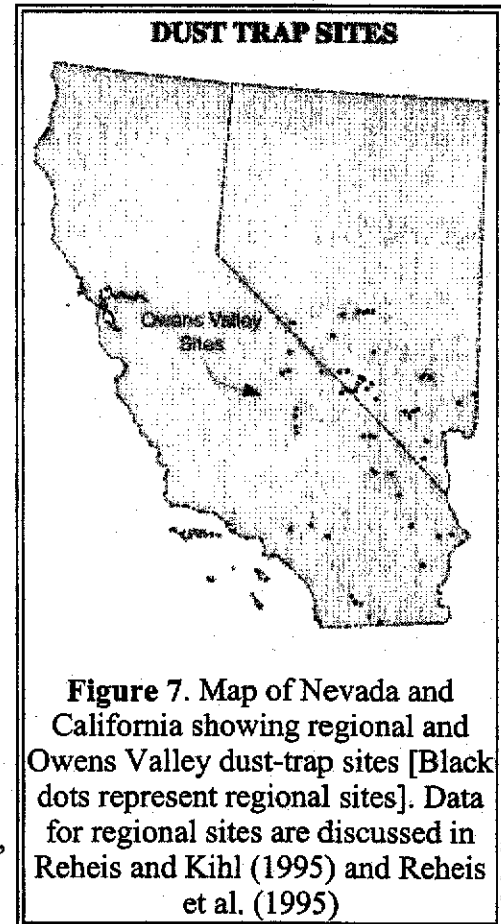 DUST TRAP SITES
Owens Valley
Sites
Figure 7. Map of Nevada and
California showing regional and
Owens Valley dust-trap sites [Black
dots represent regional sites]. Data
for regional sites are discussed in
Reheis and Kihl (1995) and Reheis
et al. (1995)
,